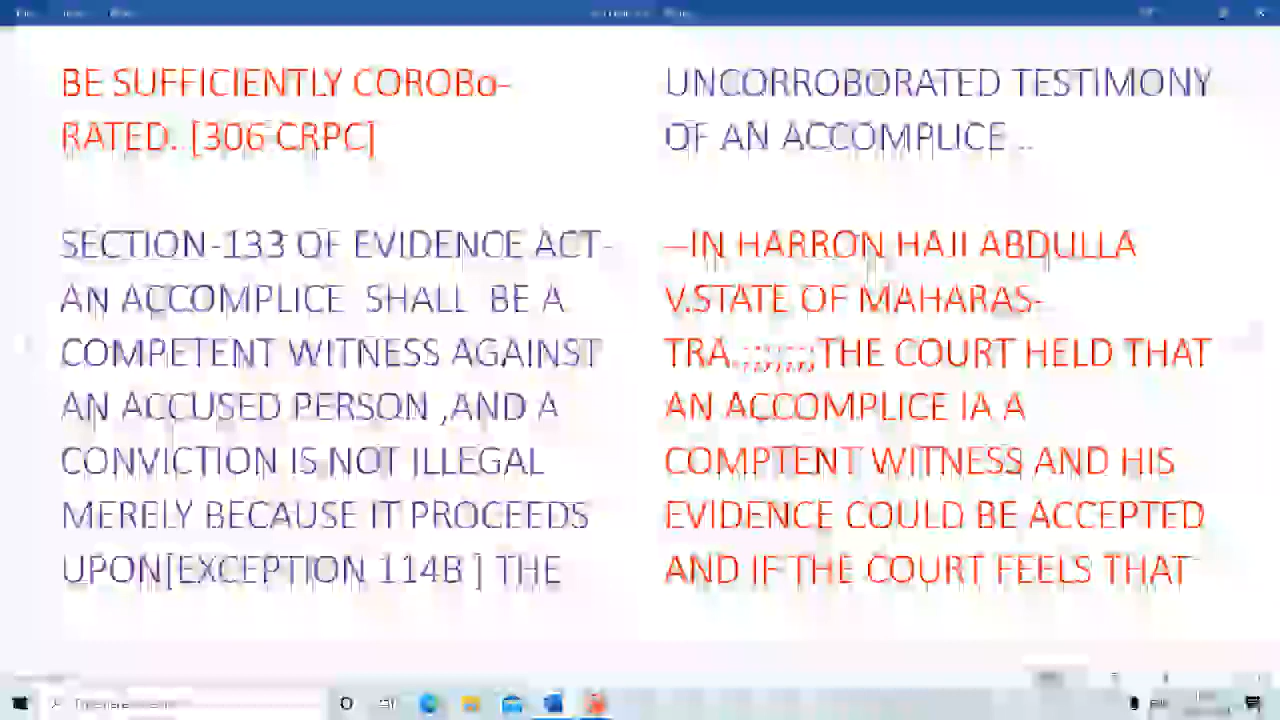 BE SUFFICIENTLY COROBo-
RATED. [306 CRPC]
SECTION-133 OF EVIDENCE ACT-
AN ACCOMPLICE SHALL BE A
COMPETENT WITNESS AGAINST
AN ACCUSED PERSON ,AND A
CONVICTION IS NOT ILLEGAL
MERELY BECAUSE IT PROCEEDS
UPON[EXCEPTION 114B ] THE
UNCORROBORATED TESTIMONY
OF AN ACCOMPLICE ..
--IN HARRON HAJI ABDULLA
V.STATE OF MAHARAS-
TRA.;;;;;;;THE COURT HELD THAT
AN ACCOMPLICE IA A
COMPTENT WITNESS AND HIS
EVIDENCE COULD BE ACCEPTED
AND IF THE COURT FEELS THAT